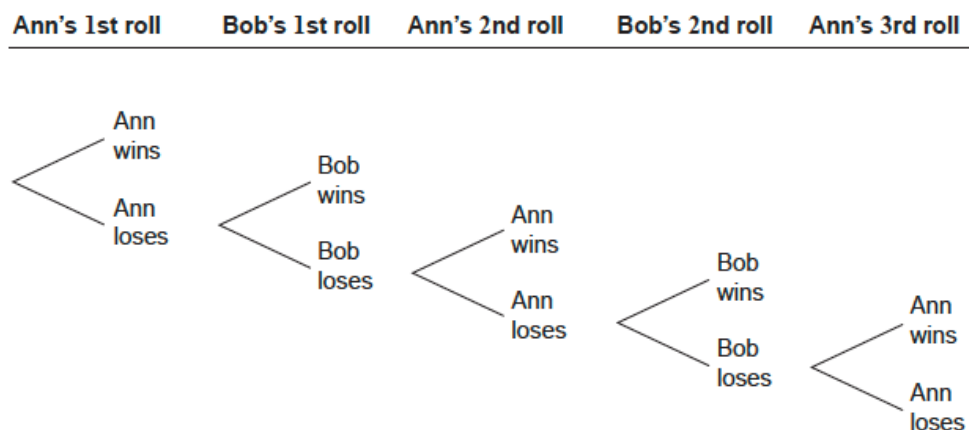 Ann's 1st roll Bob's 1st roll Ann's 2nd roll Bob's 2nd roll Ann's 3rd roll
Ann
wins
Ann
loses
Bob
wins
Bob
loses
Ann
wins
Ann
loses
Bob
wins
Bob
loses
Ann
wins
Ann
loses